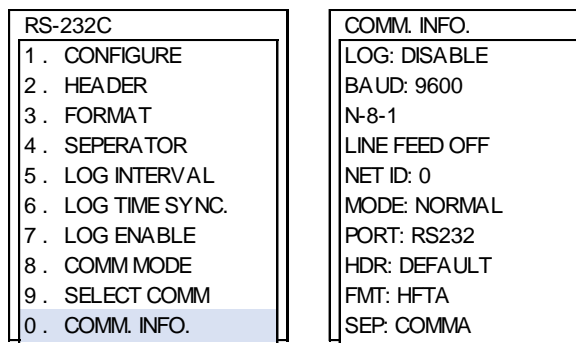 RS-232C
1 . CONFIGURE
2 . HEADER
3 . FORMAT
4 . SEPERATOR
5 . LOG INTERVAL
6 . LOG TIME SYNC.
7 . LOG ENABLE
8 . COMM MODE
9 . SELECT COMM
0 . COMM. INFO.
COMM. INFO.
LOG: DISABLE
BAUD: 9600
N-8-1
LINE FEED OFF
NET ID: 0
MODE: NORMAL
PORT: RS232
HDR: DEFAULT
FMT: HFTA
SEP: COMMA